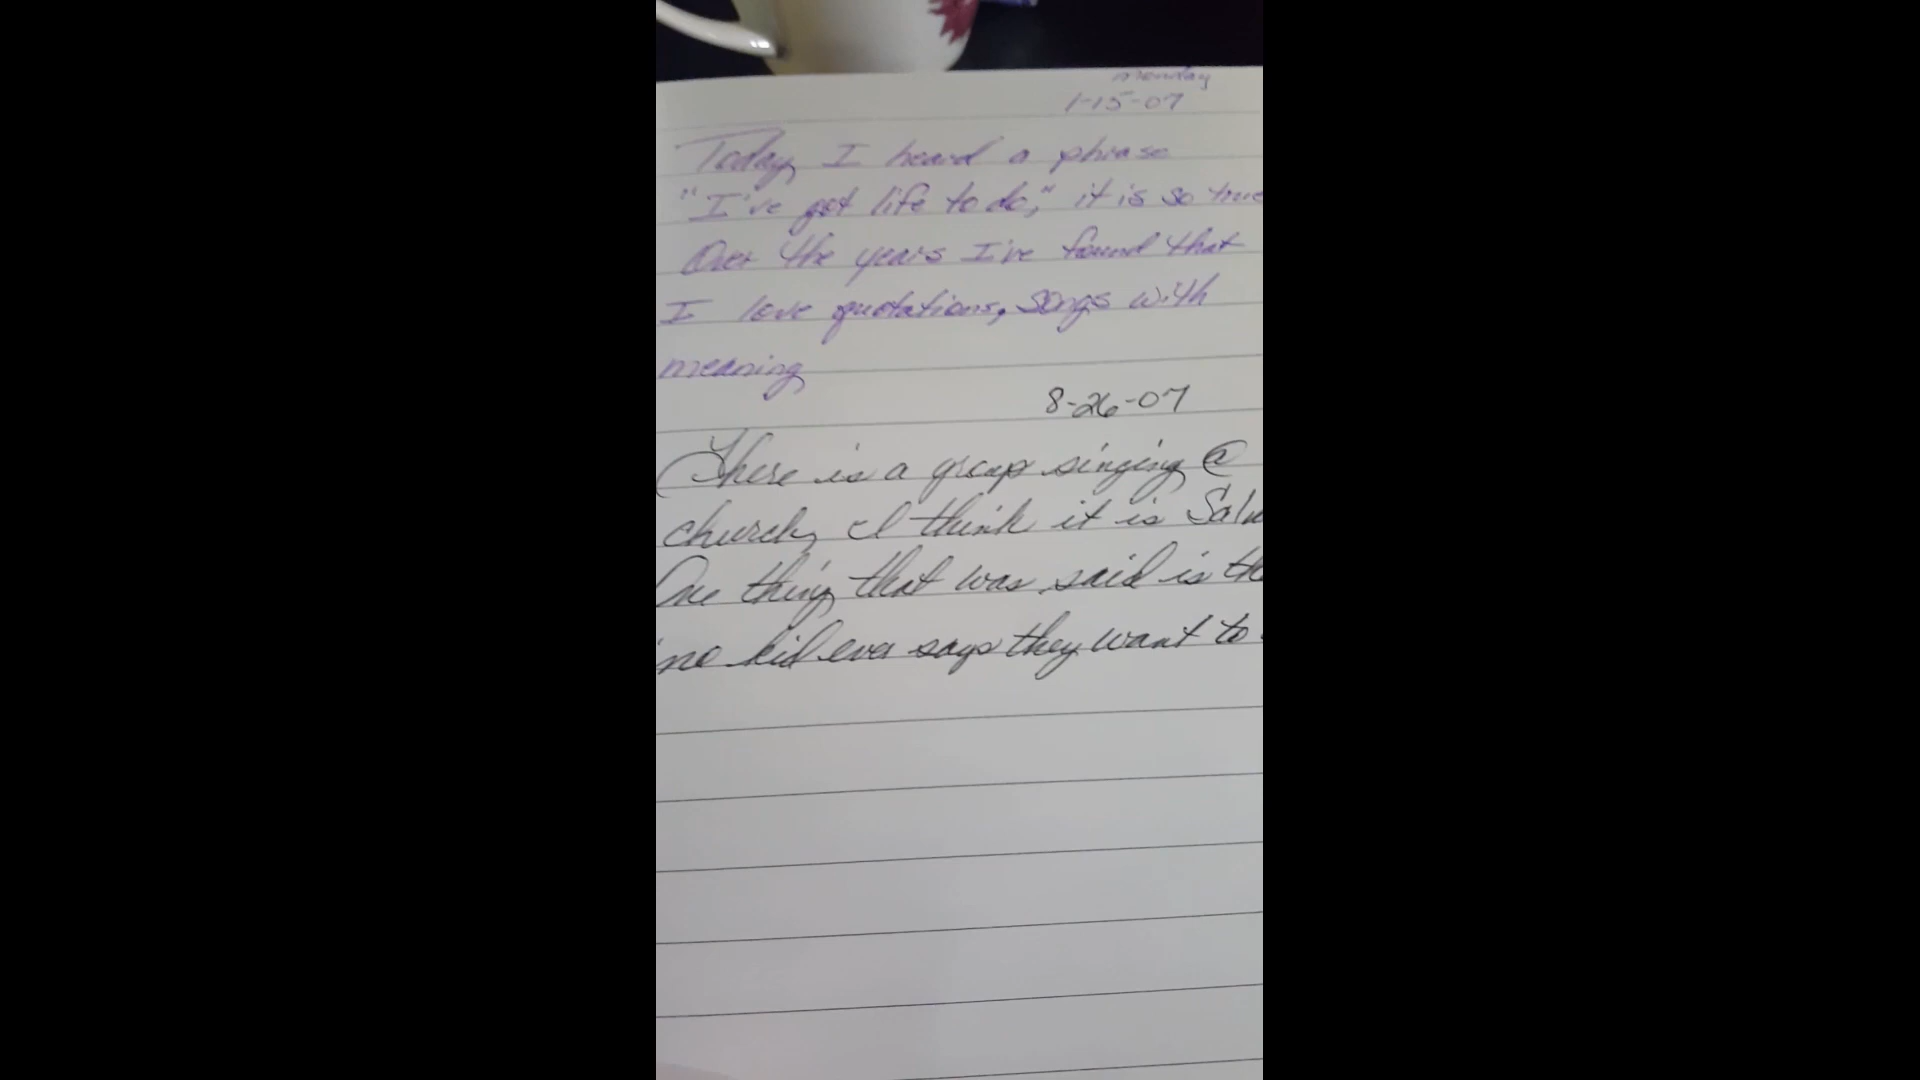 monday
1-15-07
Today I heard a phrase
"I've got life to do," it is so true
Over the years I've found that
I love quotations, songs with
meaning
8-26-07
There is a group singing @
church, I think it is
One thing that was said is
no kid ever says they want to